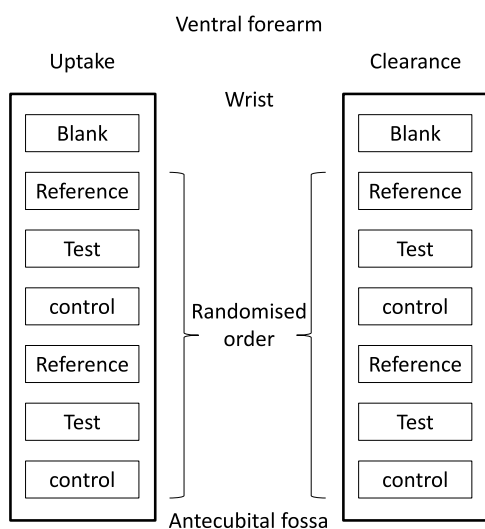 Ventral forearm
Uptake
Clearance
Wrist
Blank
Reference
Test
control
Reference
Test
control
Randomised
order
Blank
Reference
Test
control
Reference
Test
control
Antecubital fossa